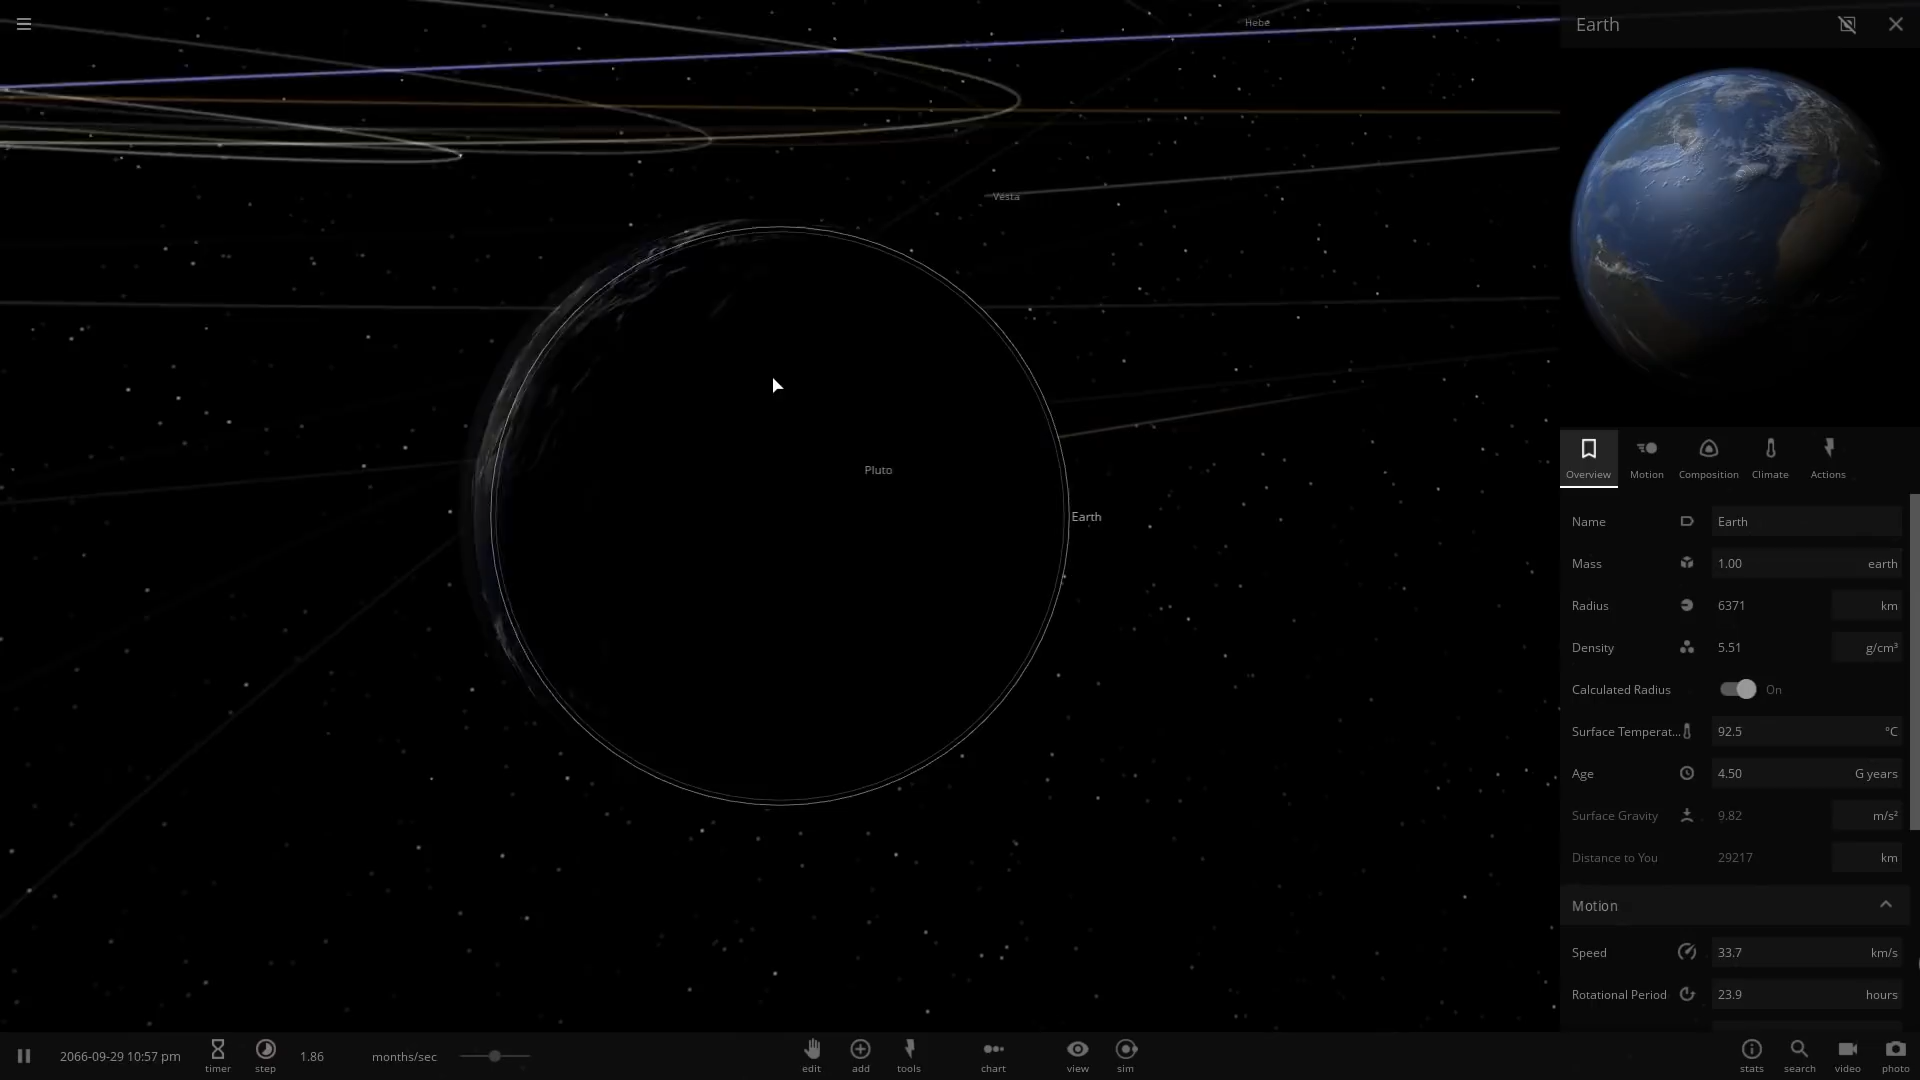 Hebe
Earth
Vesta
Pluto
Earth
Overview
Motion
Composition
Climate
Actions
Name Earth
Mass 1.00 earth
Radius 6371 km
Density 5.51 g/cm³
Calculated Radius On
Surface Temperat... 92.5 °C
Age 4.50 G years
Surface Gravity 9.82 m/s²
Distance to You 29217 km
Motion
Speed 33.7 km/s
Rotational Period 23.9 hours
2066-09-29 10:57 pm
timer
step
1.86 months/sec
edit
add
tools
chart
view
sim
stats
search
video
photo